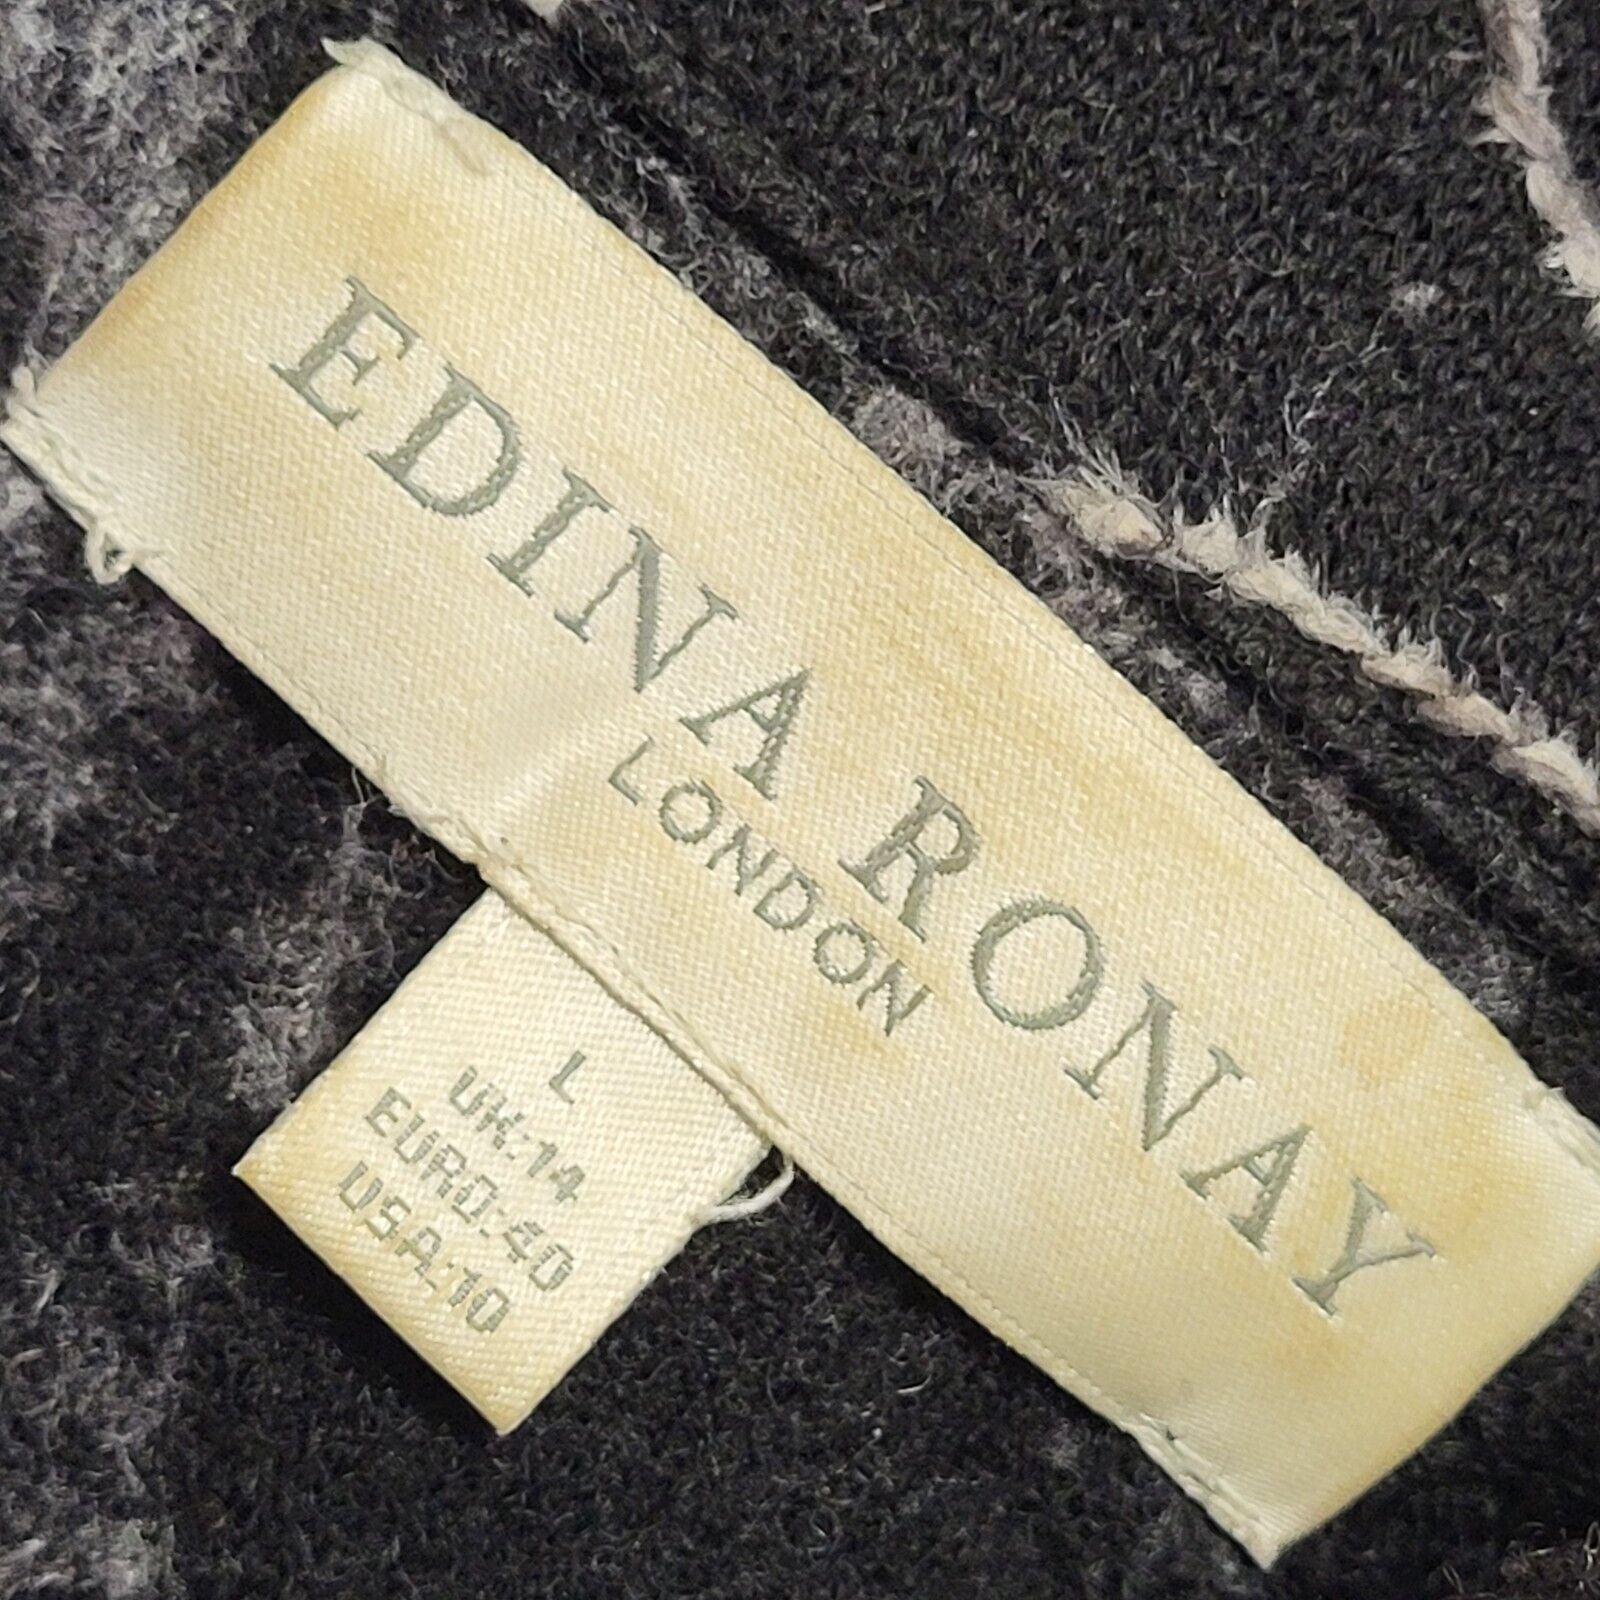 EDINA RONAY
LONDON
L
UK:14
EURO:40
USA:10